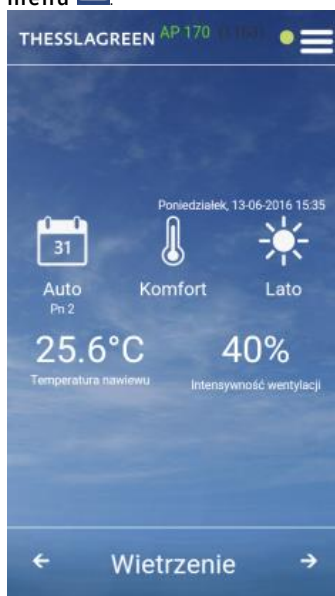 menu
THESSLAGREEN AP 170
Poniedziałek, 13-06-2016 15:35
31
Auto Komfort Lato
Pn 2
25.6°C 40%
Temperatura nawiewu Intensywność wentylacji
← Wietrzenie →